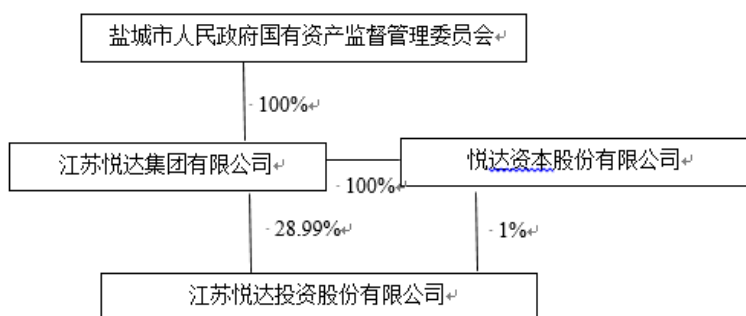 盐城市人民政府国有资产监督管理委员会
100%
江苏悦达集团有限公司
悦达资本股份有限公司
100%
28.99%
1%
江苏悦达投资股份有限公司